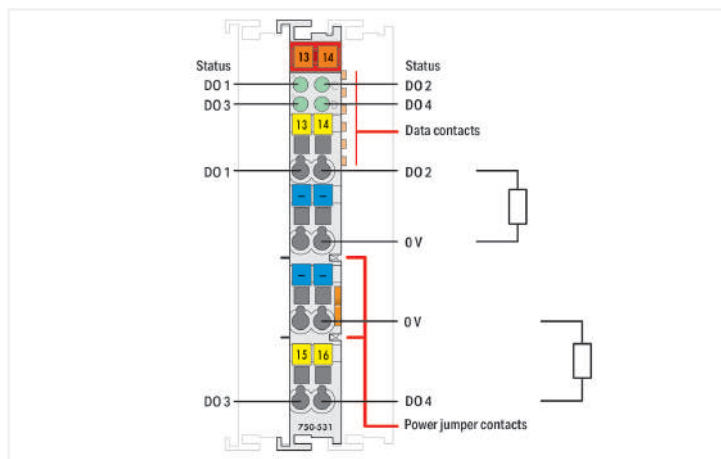 13 14
Status Status
DO 1 DO 2
DO 3 DO 4
13 14
Data contacts
DO 1 DO 2
– –
0 V
– –
0 V
15 16
DO 3 DO 4
Power jumper contacts
750-531